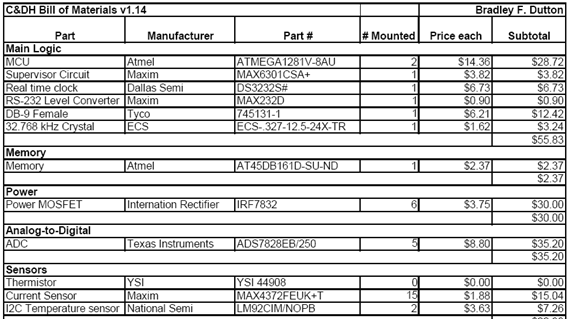 C&DH Bill of Materials v1.14 Bradley F. Dutton
Part Manufacturer Part # # Mounted Price each Subtotal
Main Logic
MCU Atmel ATMEGA1281V-8AU 2 $14.36 $28.72
Supervisor Circuit Maxim MAX6301CSA+ 1 $3.82 $3.82
Real time clock Dallas Semi DS3232S# 1 $6.73 $6.73
RS-232 Level Converter Maxim MAX232D 1 $0.90 $0.90
DB-9 Female Tyco 745131-1 1 $6.21 $12.42
32.768 kHz Crystal ECS ECS-.327-12.5-24X-TR 1 $1.62 $3.24
$55.83
Memory
Memory Atmel AT45DB161D-SU-ND 1 $2.37 $2.37
$2.37
Power
Power MOSFET Internation Rectifier IRF7832 6 $3.75 $30.00
$30.00
Analog-to-Digital
ADC Texas Instruments ADS7828EB/250 5 $8.80 $35.20
$35.20
Sensors
Thermistor YSI YSI 44908 0 $0.00 $0.00
Current Sensor Maxim MAX4372FEUK+T 15 $1.88 $15.04
I2C Temperature sensor National Semi LM92CIM/NOPB 2 $3.63 $7.26